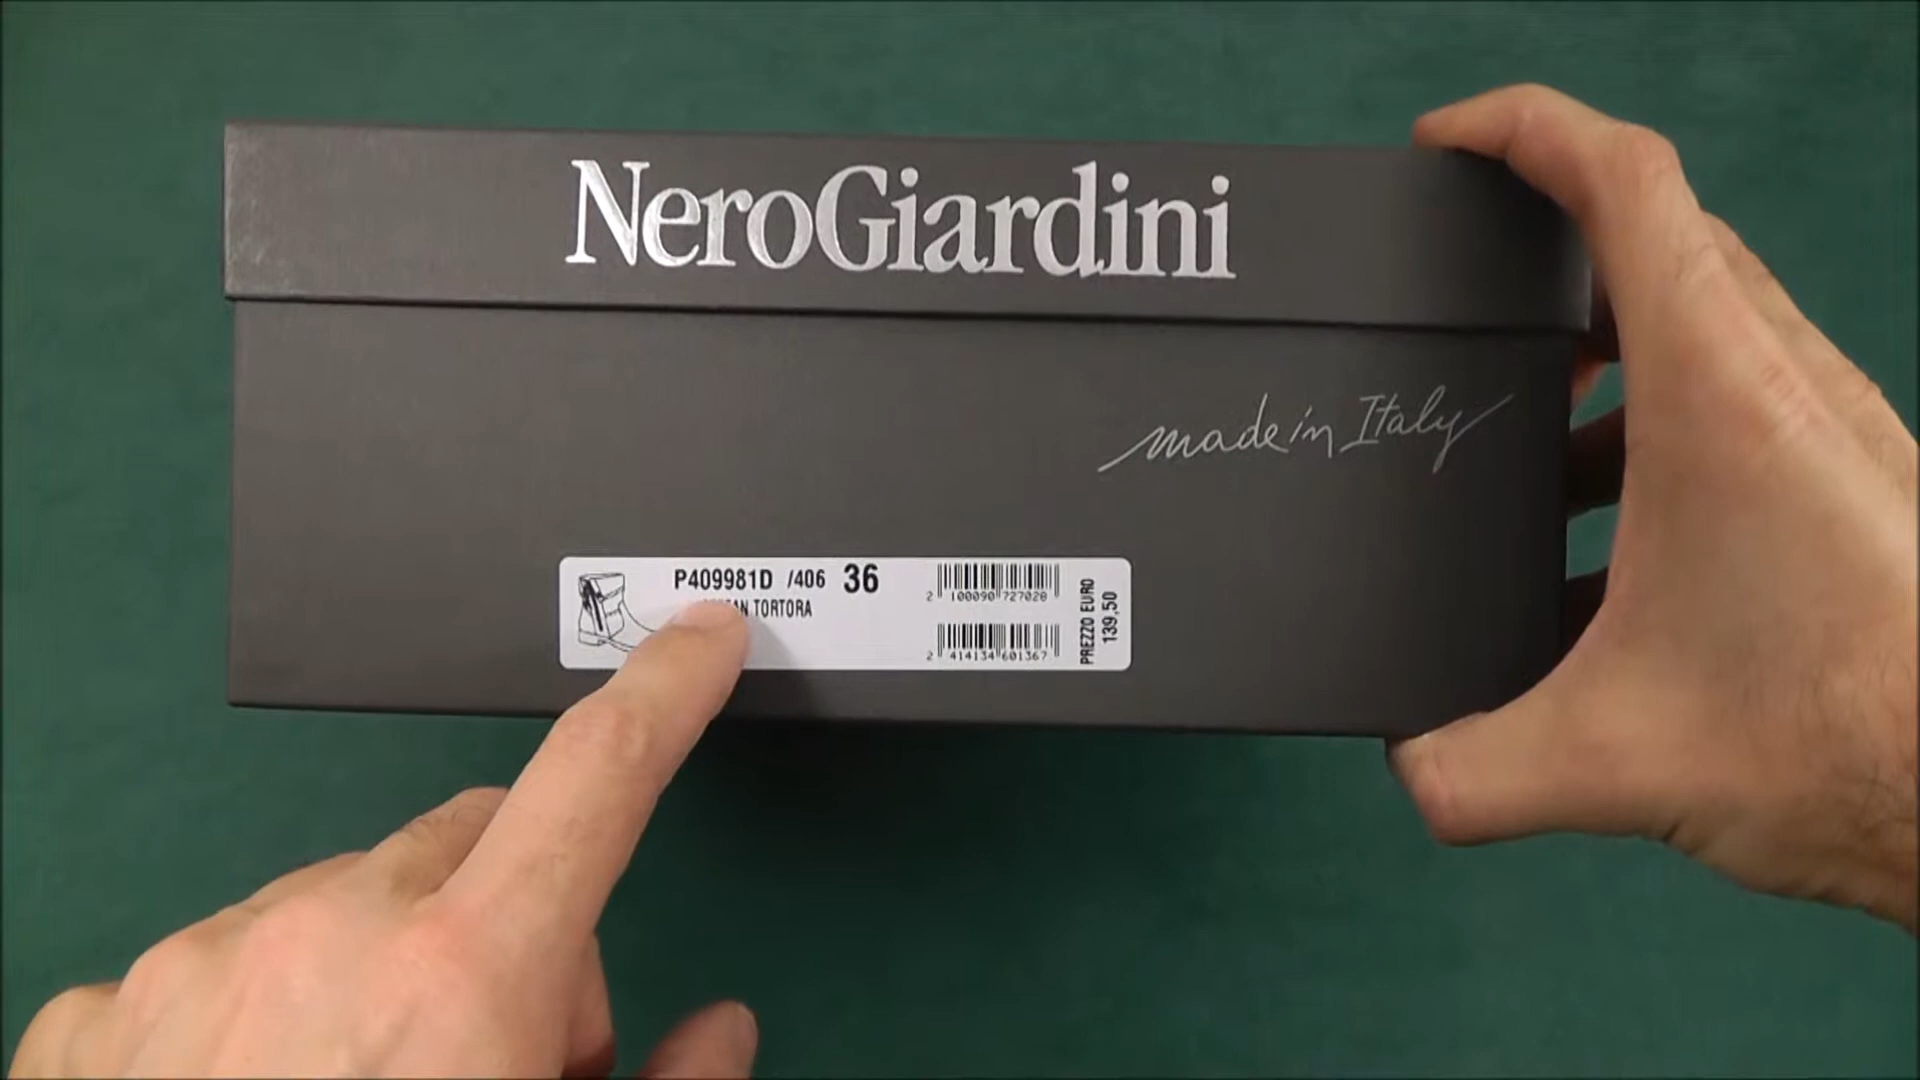 NeroGiardini
made in Italy
P409981D /406 36
TORTORA
2 100090 727028
2 414134 601367
PREZZO EURO
139,50